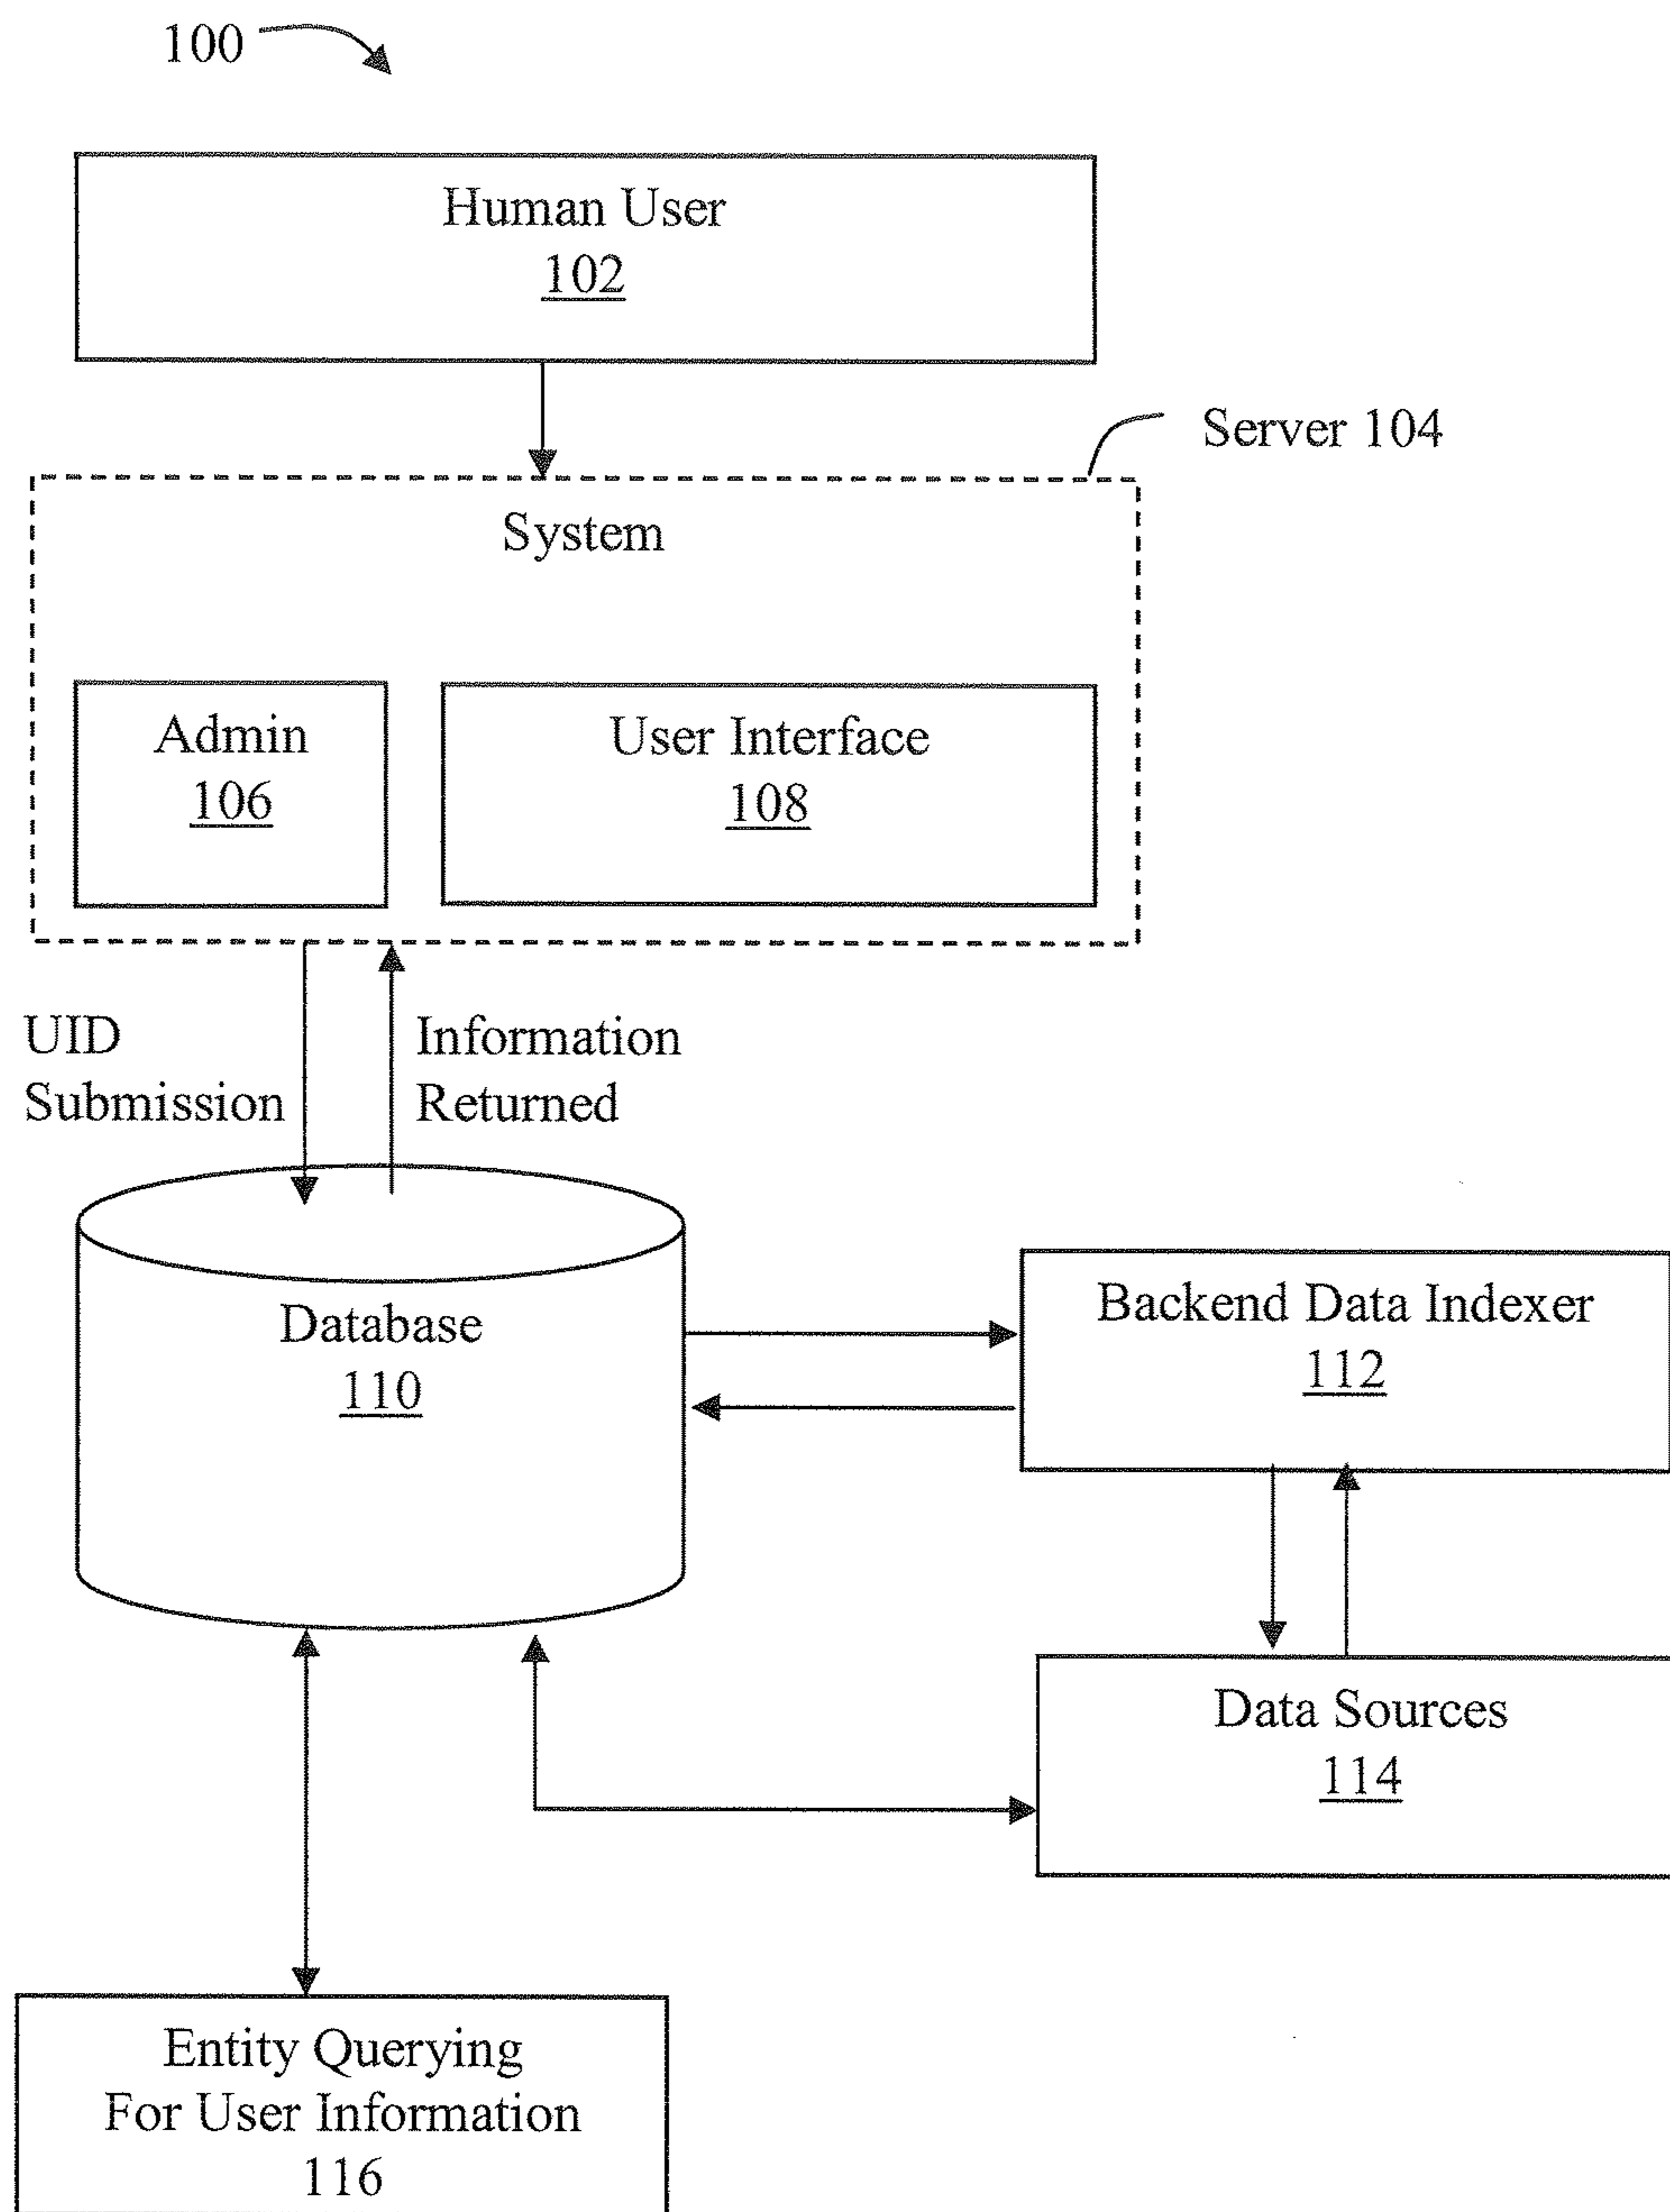 100
Human User
102
Server 104
System
Admin
106
User Interface
108
UID
Submission
Information
Returned
Database
110
Backend Data Indexer
112
Data Sources
114
Entity Querying
For User Information
116